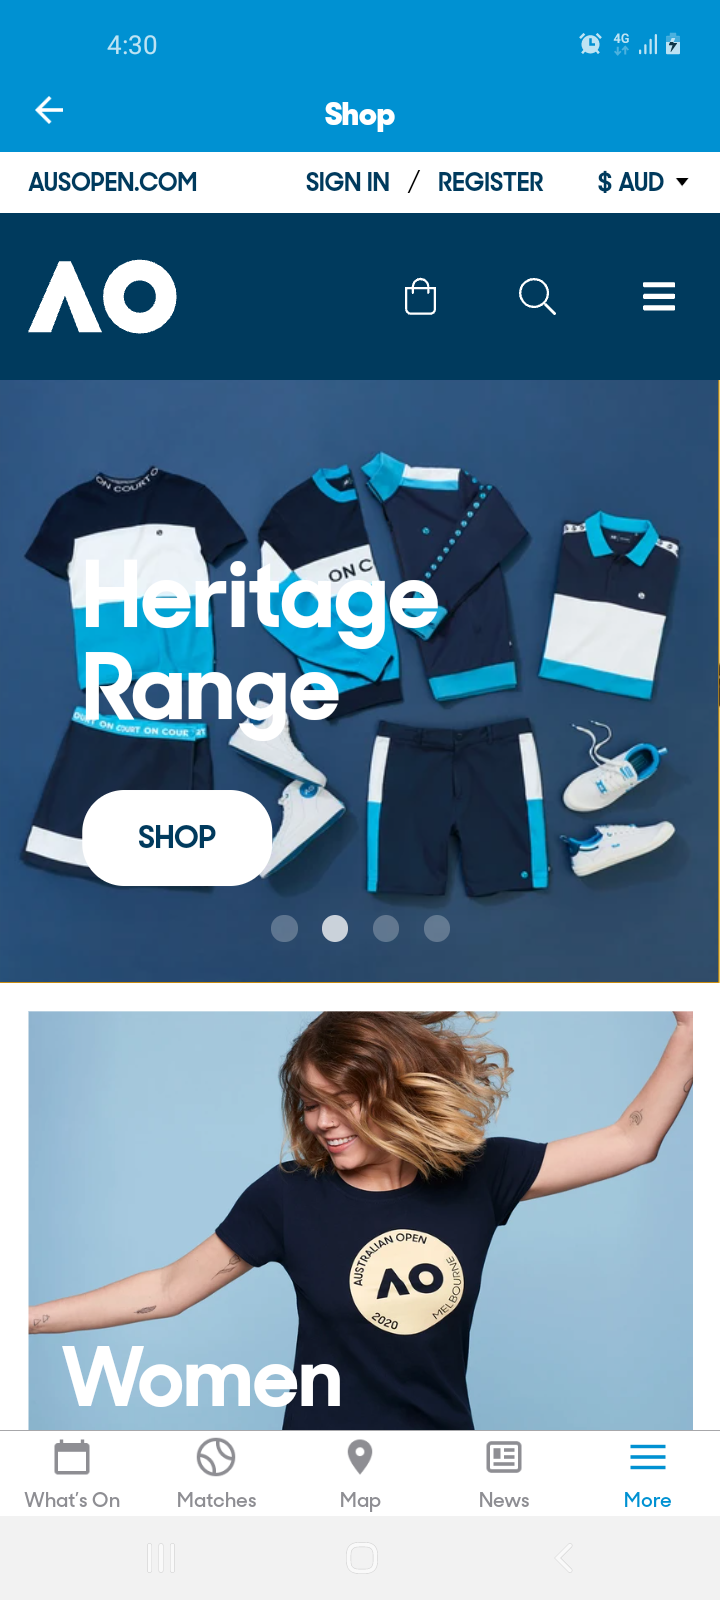 4:30
4G
Shop
AUSOPEN.COM
SIGN IN / REGISTER
$ AUD
AO
ON COURT O
ON C
Heritage
Range
COURT ON COURT ON COUR
SHOP
AUSTRALIAN OPEN
AO
MELBOURNE
2020
Women
What's On
Matches
Map
News
More